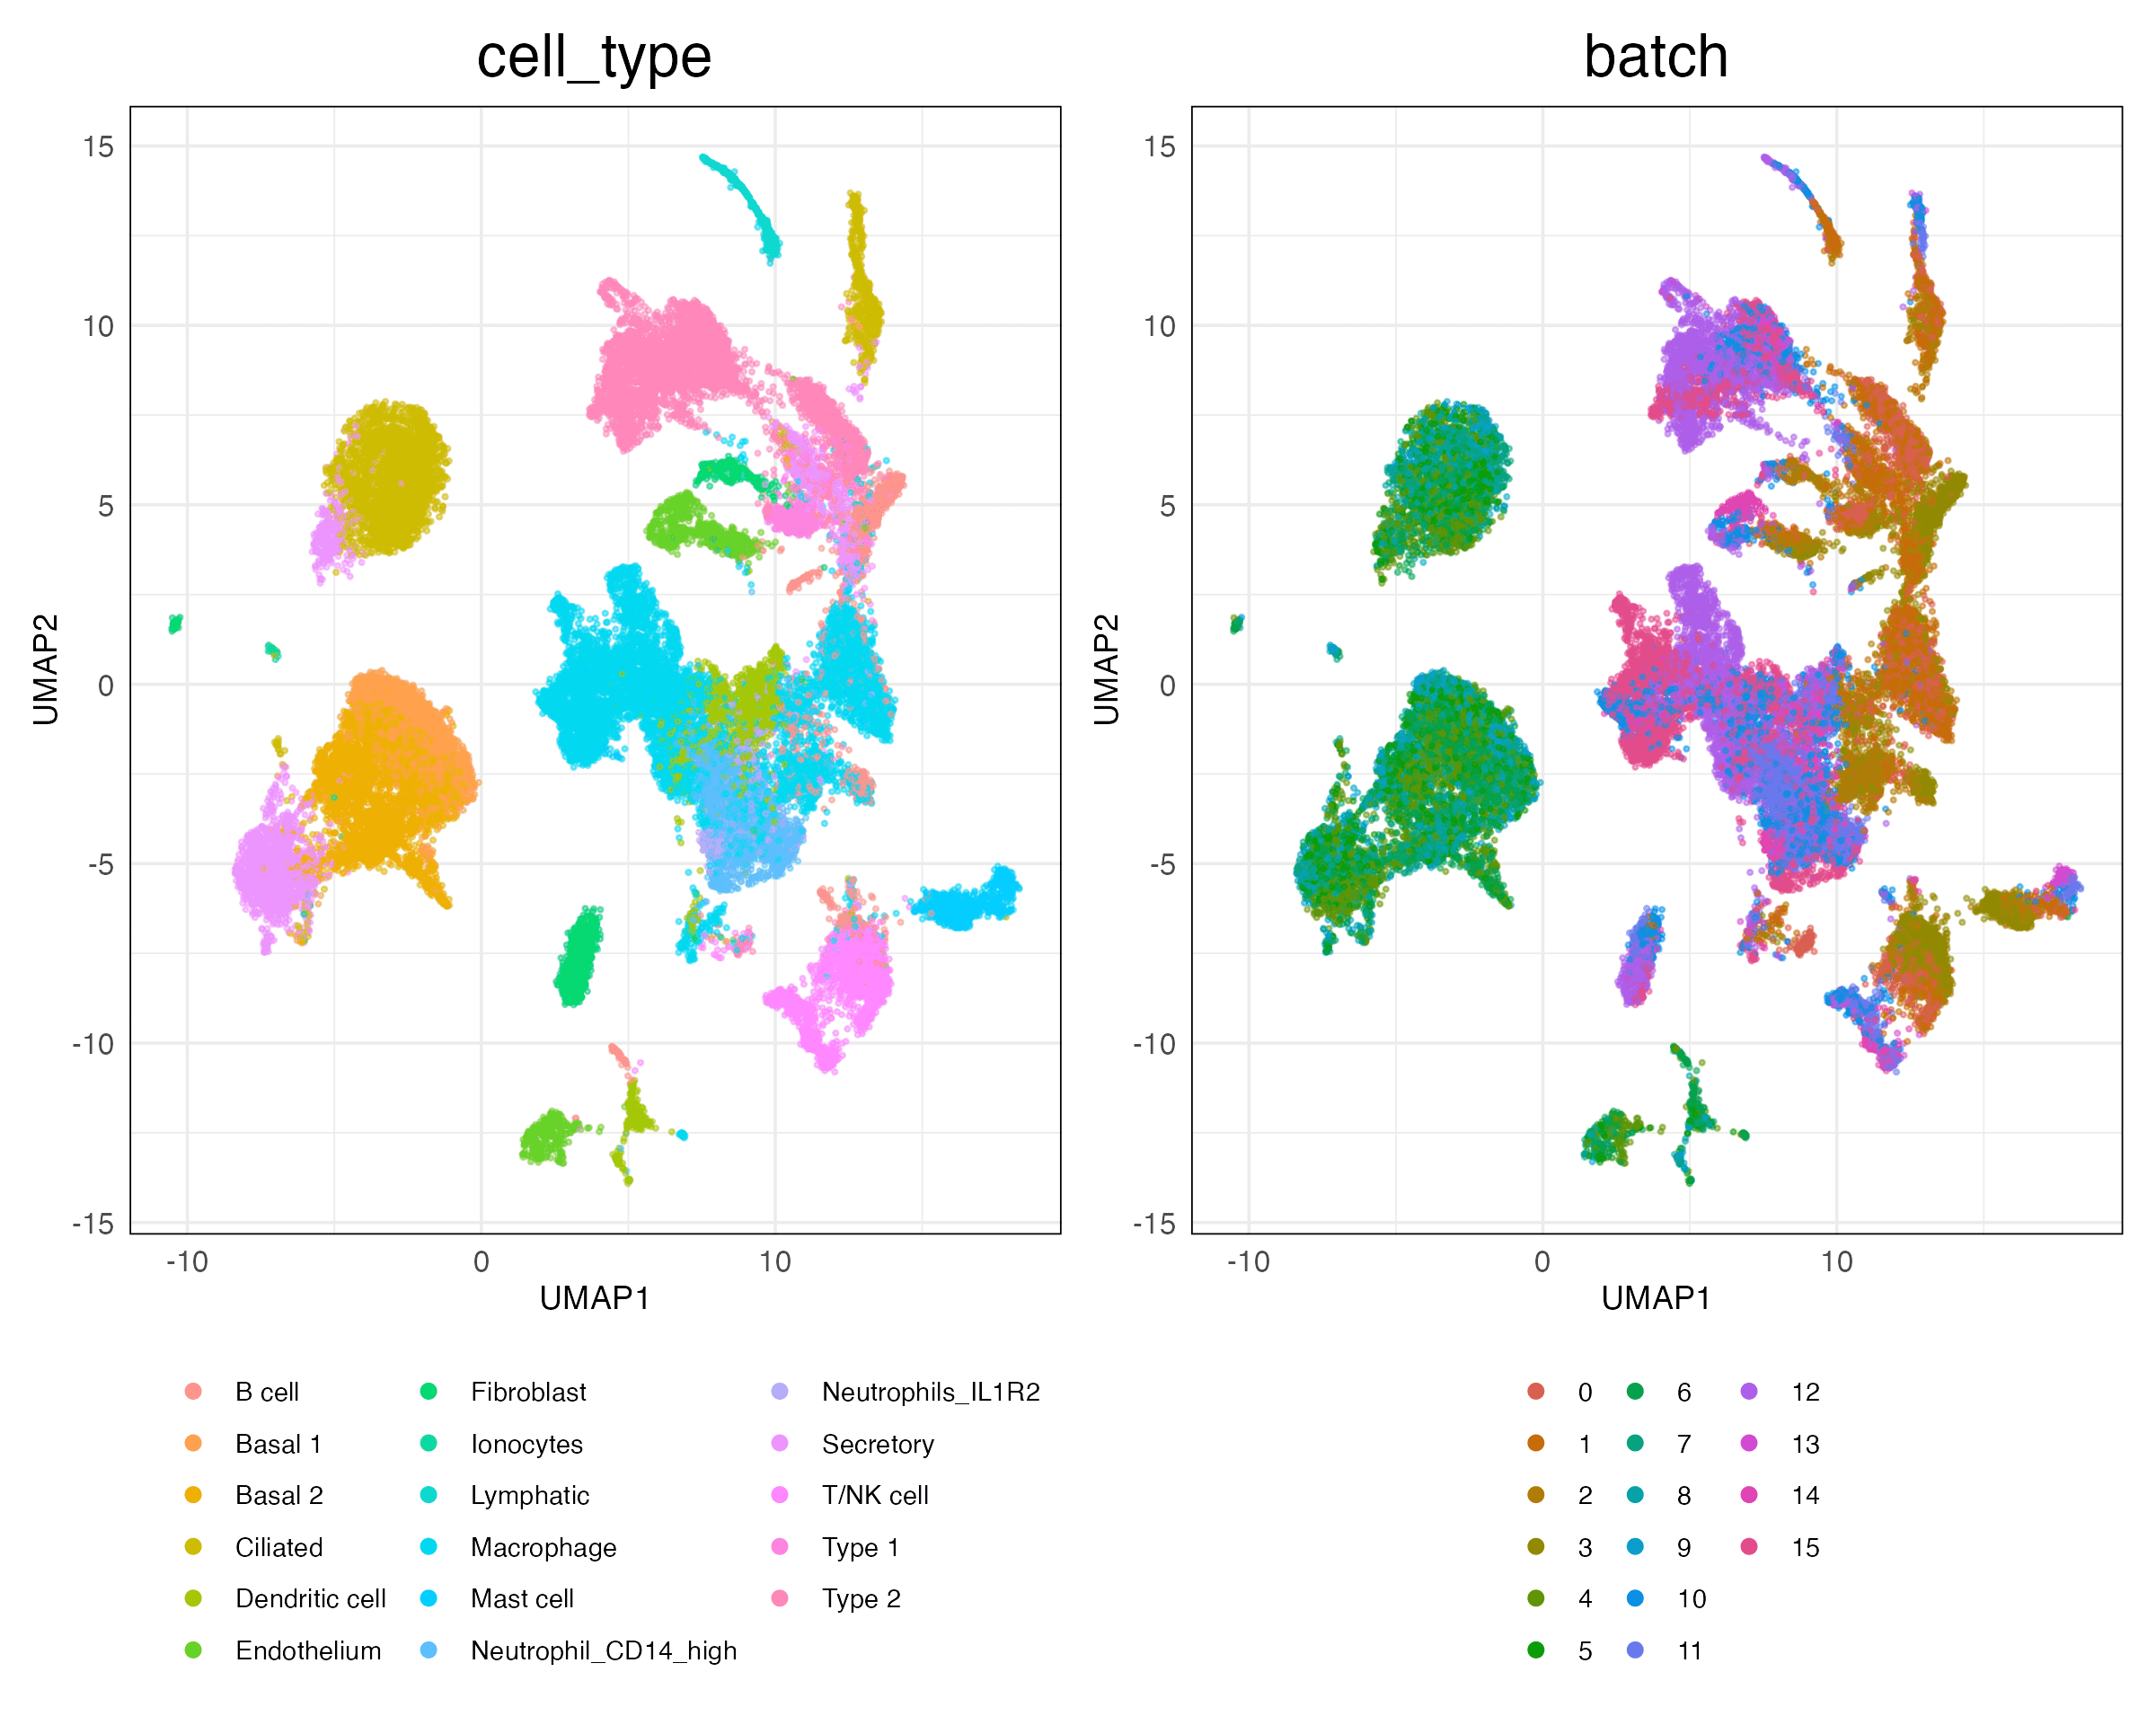 cell_type
batch
15
10
5
0
-5
-10
-15
UMAP2
-10 0 10
UMAP1
15
10
5
0
-5
-10
-15
UMAP2
-10 0 10
UMAP1
B cell
Basal 1
Basal 2
Ciliated
Dendritic cell
Endothelium
Fibroblast
Ionocytes
Lymphatic
Macrophage
Mast cell
Neutrophil_CD14_high
Neutrophils_IL1R2
Secretory
T/NK cell
Type 1
Type 2
0
1
2
3
4
5
6
7
8
9
10
11
12
13
14
15